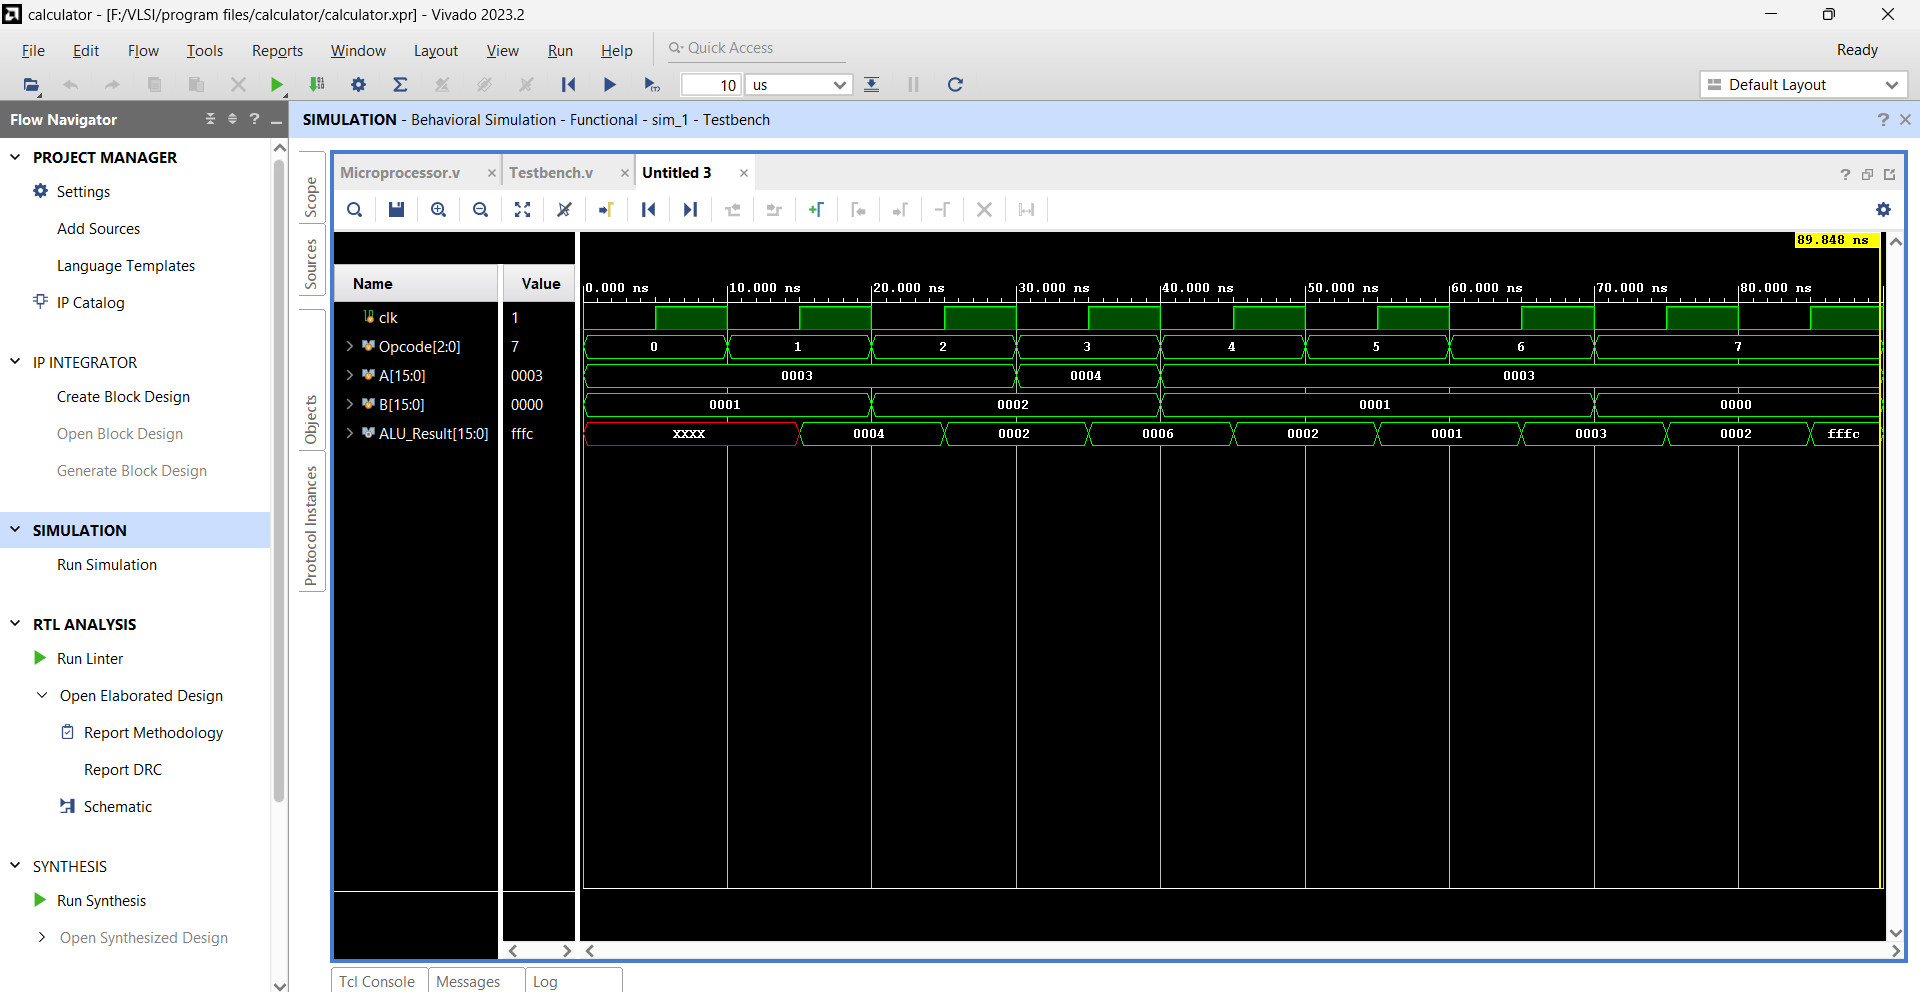 calculator - [F:/VLSI/program files/calculator/calculator.xpr] - Vivado 2023.2
File Edit Flow Tools Reports Window Layout View Run Help Quick Access Ready
10 us Default Layout
Flow Navigator
SIMULATION - Behavioral Simulation - Functional - sim_1 - Testbench
PROJECT MANAGER
Settings
Add Sources
Language Templates
IP Catalog
IP INTEGRATOR
Create Block Design
Open Block Design
Generate Block Design
SIMULATION
Run Simulation
RTL ANALYSIS
Run Linter
Open Elaborated Design
Report Methodology
Report DRC
Schematic
SYNTHESIS
Run Synthesis
Open Synthesized Design
Scope
Sources
Objects
Protocol Instances
Microprocessor.v Testbench.v Untitled 3
89.848 ns
Name Value
0.000 ns 10.000 ns 20.000 ns 30.000 ns 40.000 ns 50.000 ns 60.000 ns 70.000 ns 80.000 ns
clk 1
Opcode[2:0] 7 0 1 2 3 4 5 6 7
A[15:0] 0003 0003 0004 0003
B[15:0] 0000 0001 0002 0001 0000
ALU_Result[15:0] fffc XXXX 0004 0002 0006 0002 0001 0003 0002 fffc
Tcl Console Messages Log